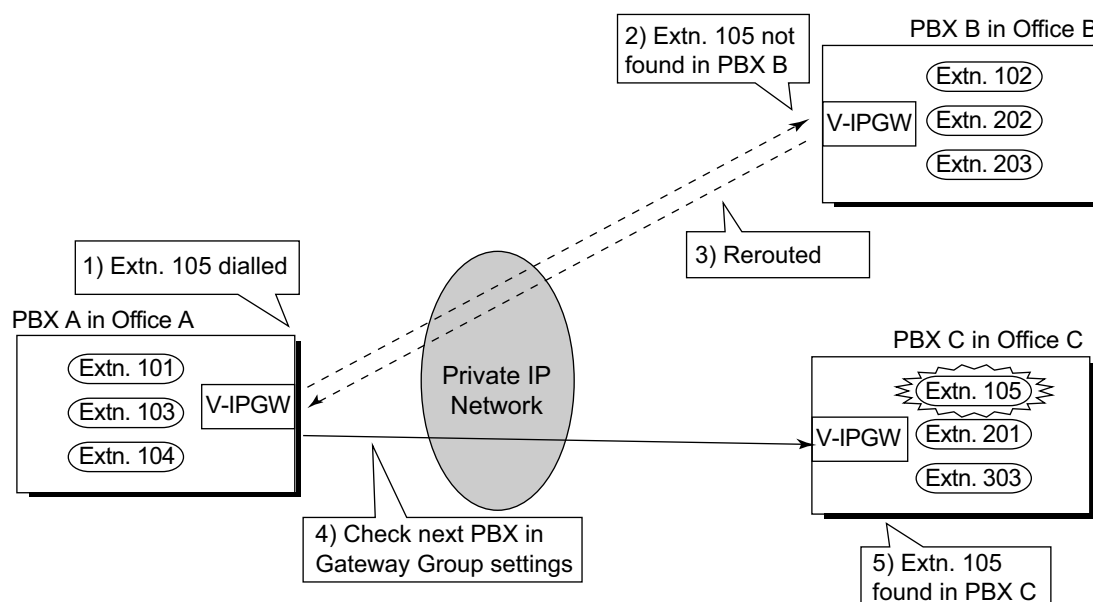 2) Extn. 105 not
found in PBX B
PBX B in Office B
V-IPGW
Extn. 102
Extn. 202
Extn. 203
3) Rerouted
1) Extn. 105 dialled
PBX A in Office A
Extn. 101
Extn. 103
Extn. 104
V-IPGW
Private IP
Network
PBX C in Office C
V-IPGW
Extn. 105
Extn. 201
Extn. 303
4) Check next PBX in
Gateway Group settings
5) Extn. 105
found in PBX C